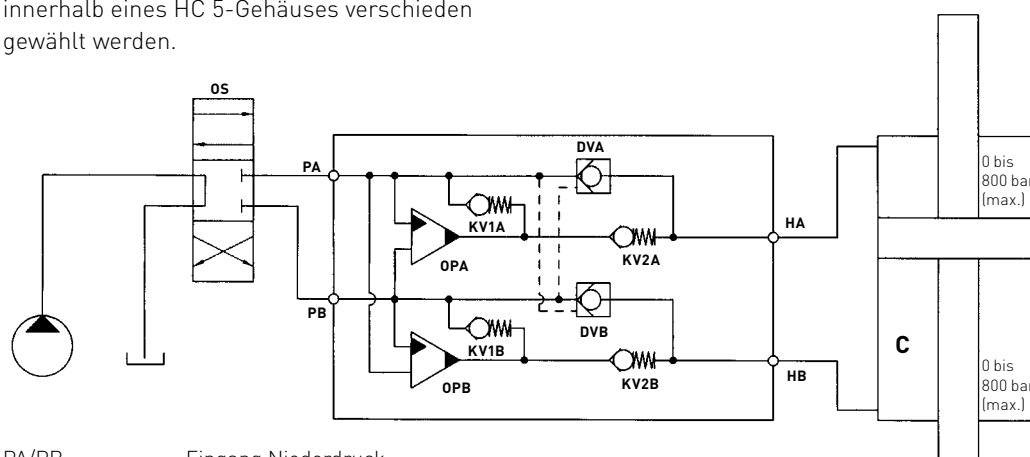 innerhalb eines HC 5-Gehäuses verschieden
gewählt werden.
OS
PA
DVA
0 bis
800 bar
(max.)
KV1A
HA
OPA
KV2A
PB
DVB
KV1B
C
OPB
KV2B
HB
0 bis
800 bar
(max.)
PA/PB Eingang Niederdruck